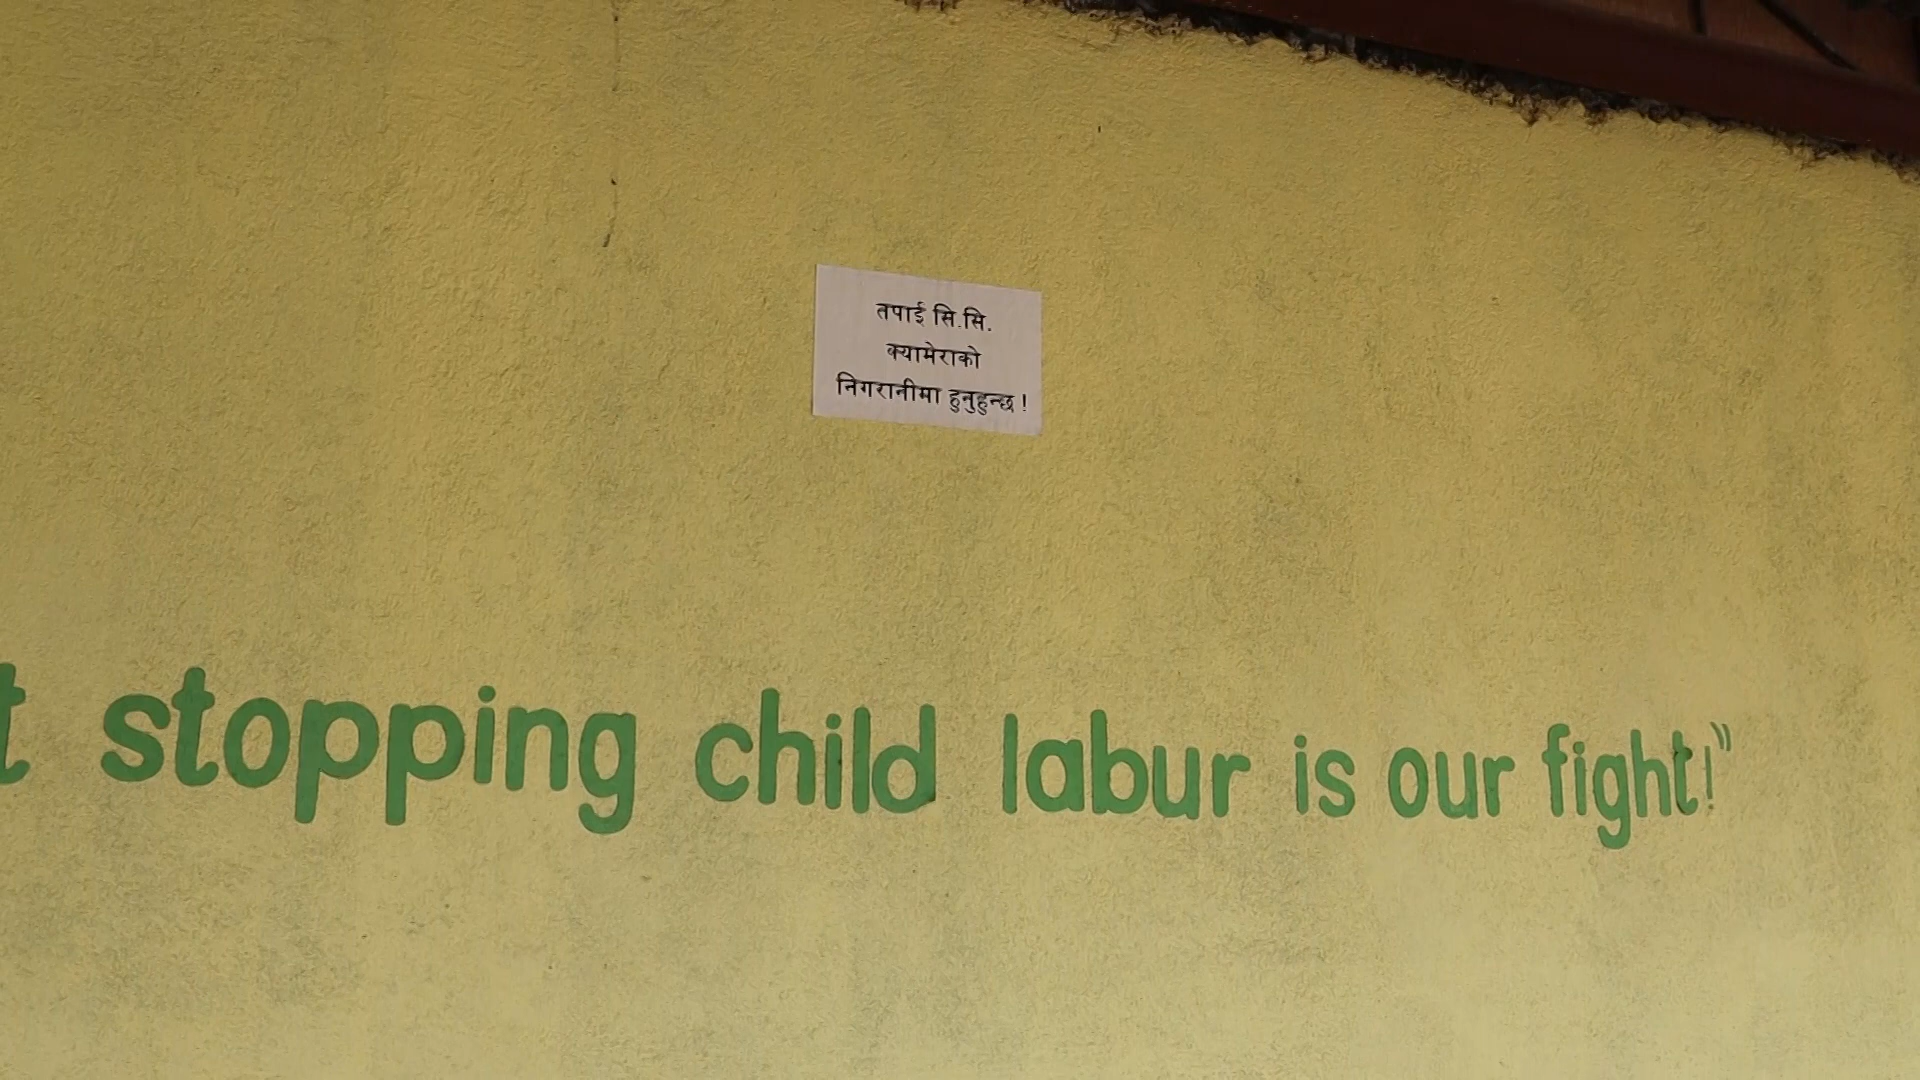 तपाई सि.सि.
क्यामेराको
निगरानीमा हुनुहुन्छ !
t stopping child labur is our fight!”